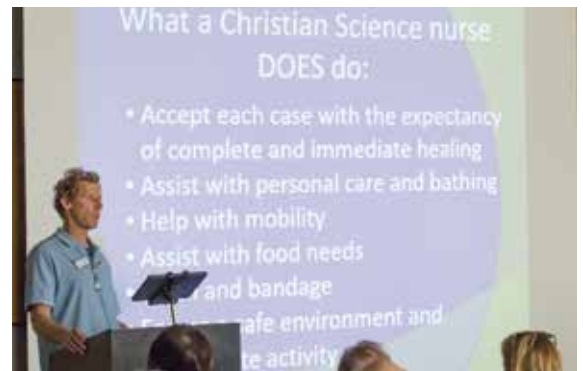 What a Christian Science nurse
DOES do:
• Accept each case with the expectancy
of complete and immediate healing
• Assist with personal care and bathing
• Help with mobility
• Assist with food needs
and bandage
environment and
activity